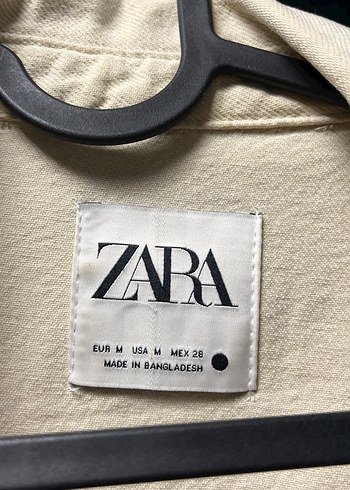 ZARA
EUR M USA M MEX 28
MADE IN BANGLADESH